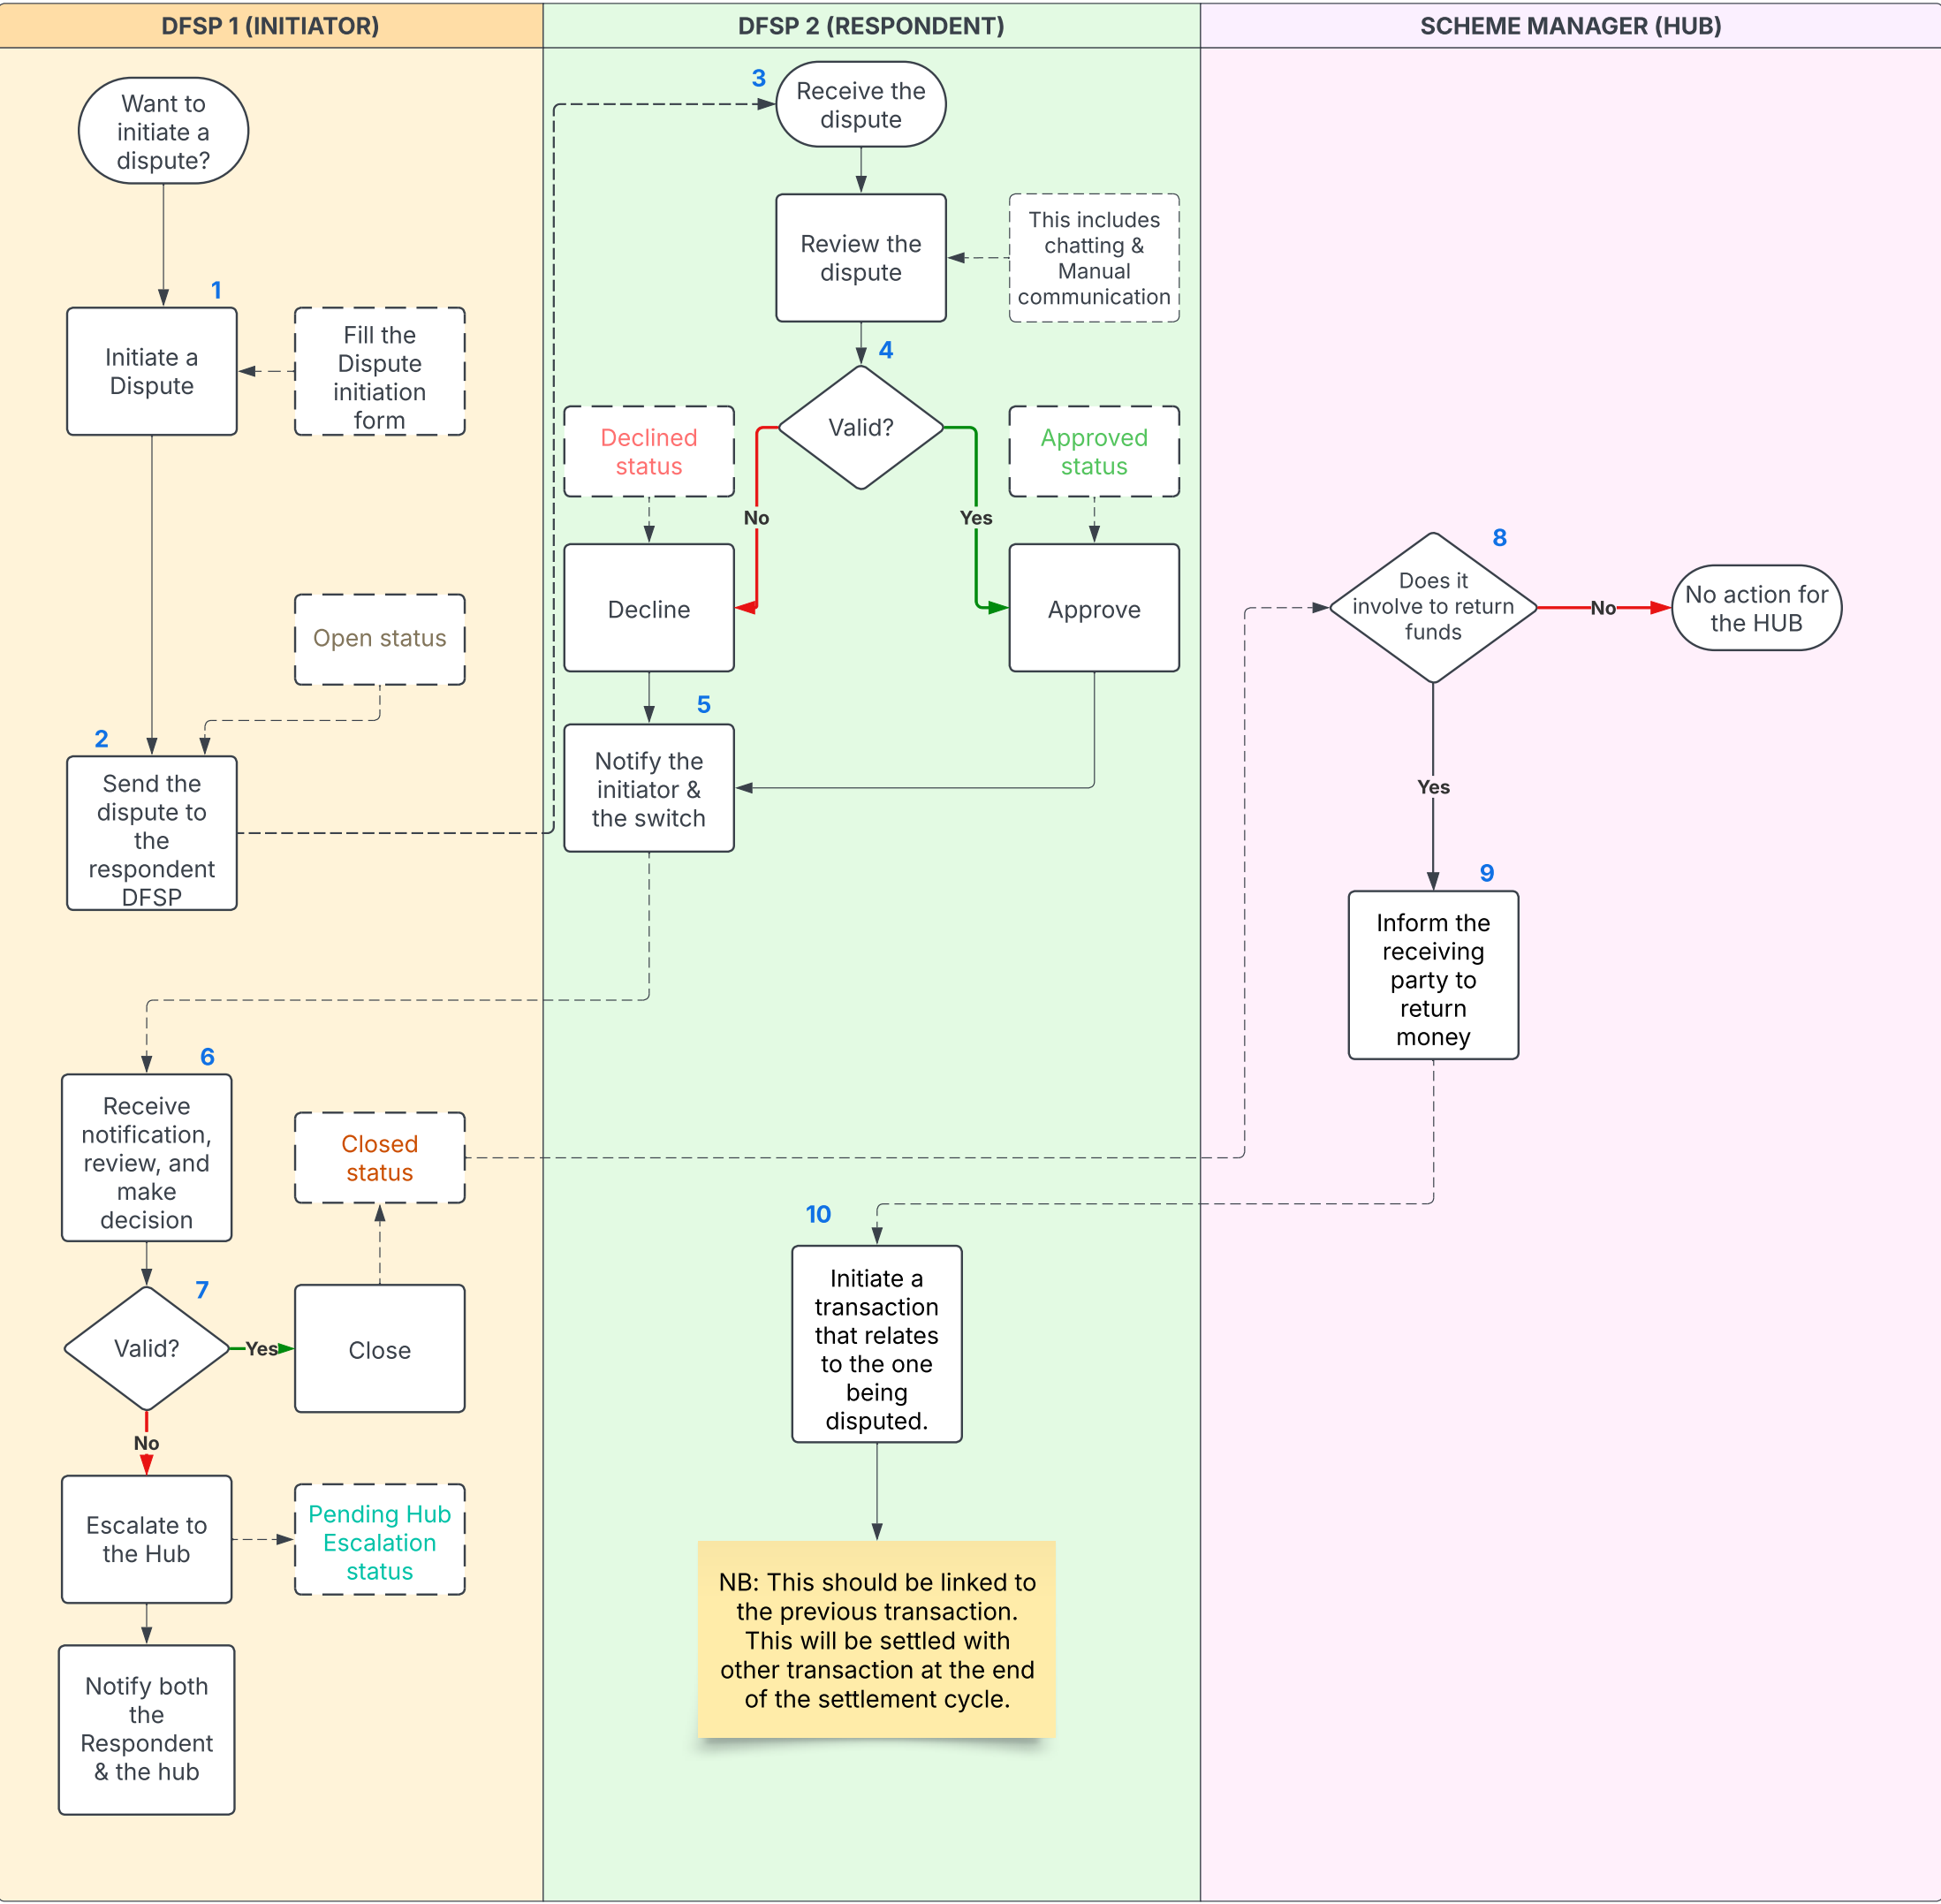 DFSP 1 (INITIATOR)
DFSP 2 (RESPONDENT)
SCHEME MANAGER (HUB)
Want to
initiate a
dispute?
1
Initiate a
Dispute
Fill the
Dispute
initiation
form
Open status
2
Send the
dispute to
the
respondent
DFSP
3
Receive the
dispute
Review the
dispute
This includes
chatting &
Manual
communication
4
Valid?
Declined
status
Approved
status
No
Yes
Decline
Approve
5
Notify the
initiator &
the switch
6
Receive
notification,
review, and
make
decision
Closed
status
7
Valid?
Yes
Close
No
Escalate to
the Hub
Pending Hub
Escalation
status
Notify both
the
Respondent
& the hub
8
Does it
involve to return
funds
No
No action for
the HUB
Yes
9
Inform the
receiving
party to
return
money
10
Initiate a
transaction
that relates
to the one
being
disputed.
NB: This should be linked to
the previous transaction.
This will be settled with
other transaction at the end
of the settlement cycle.